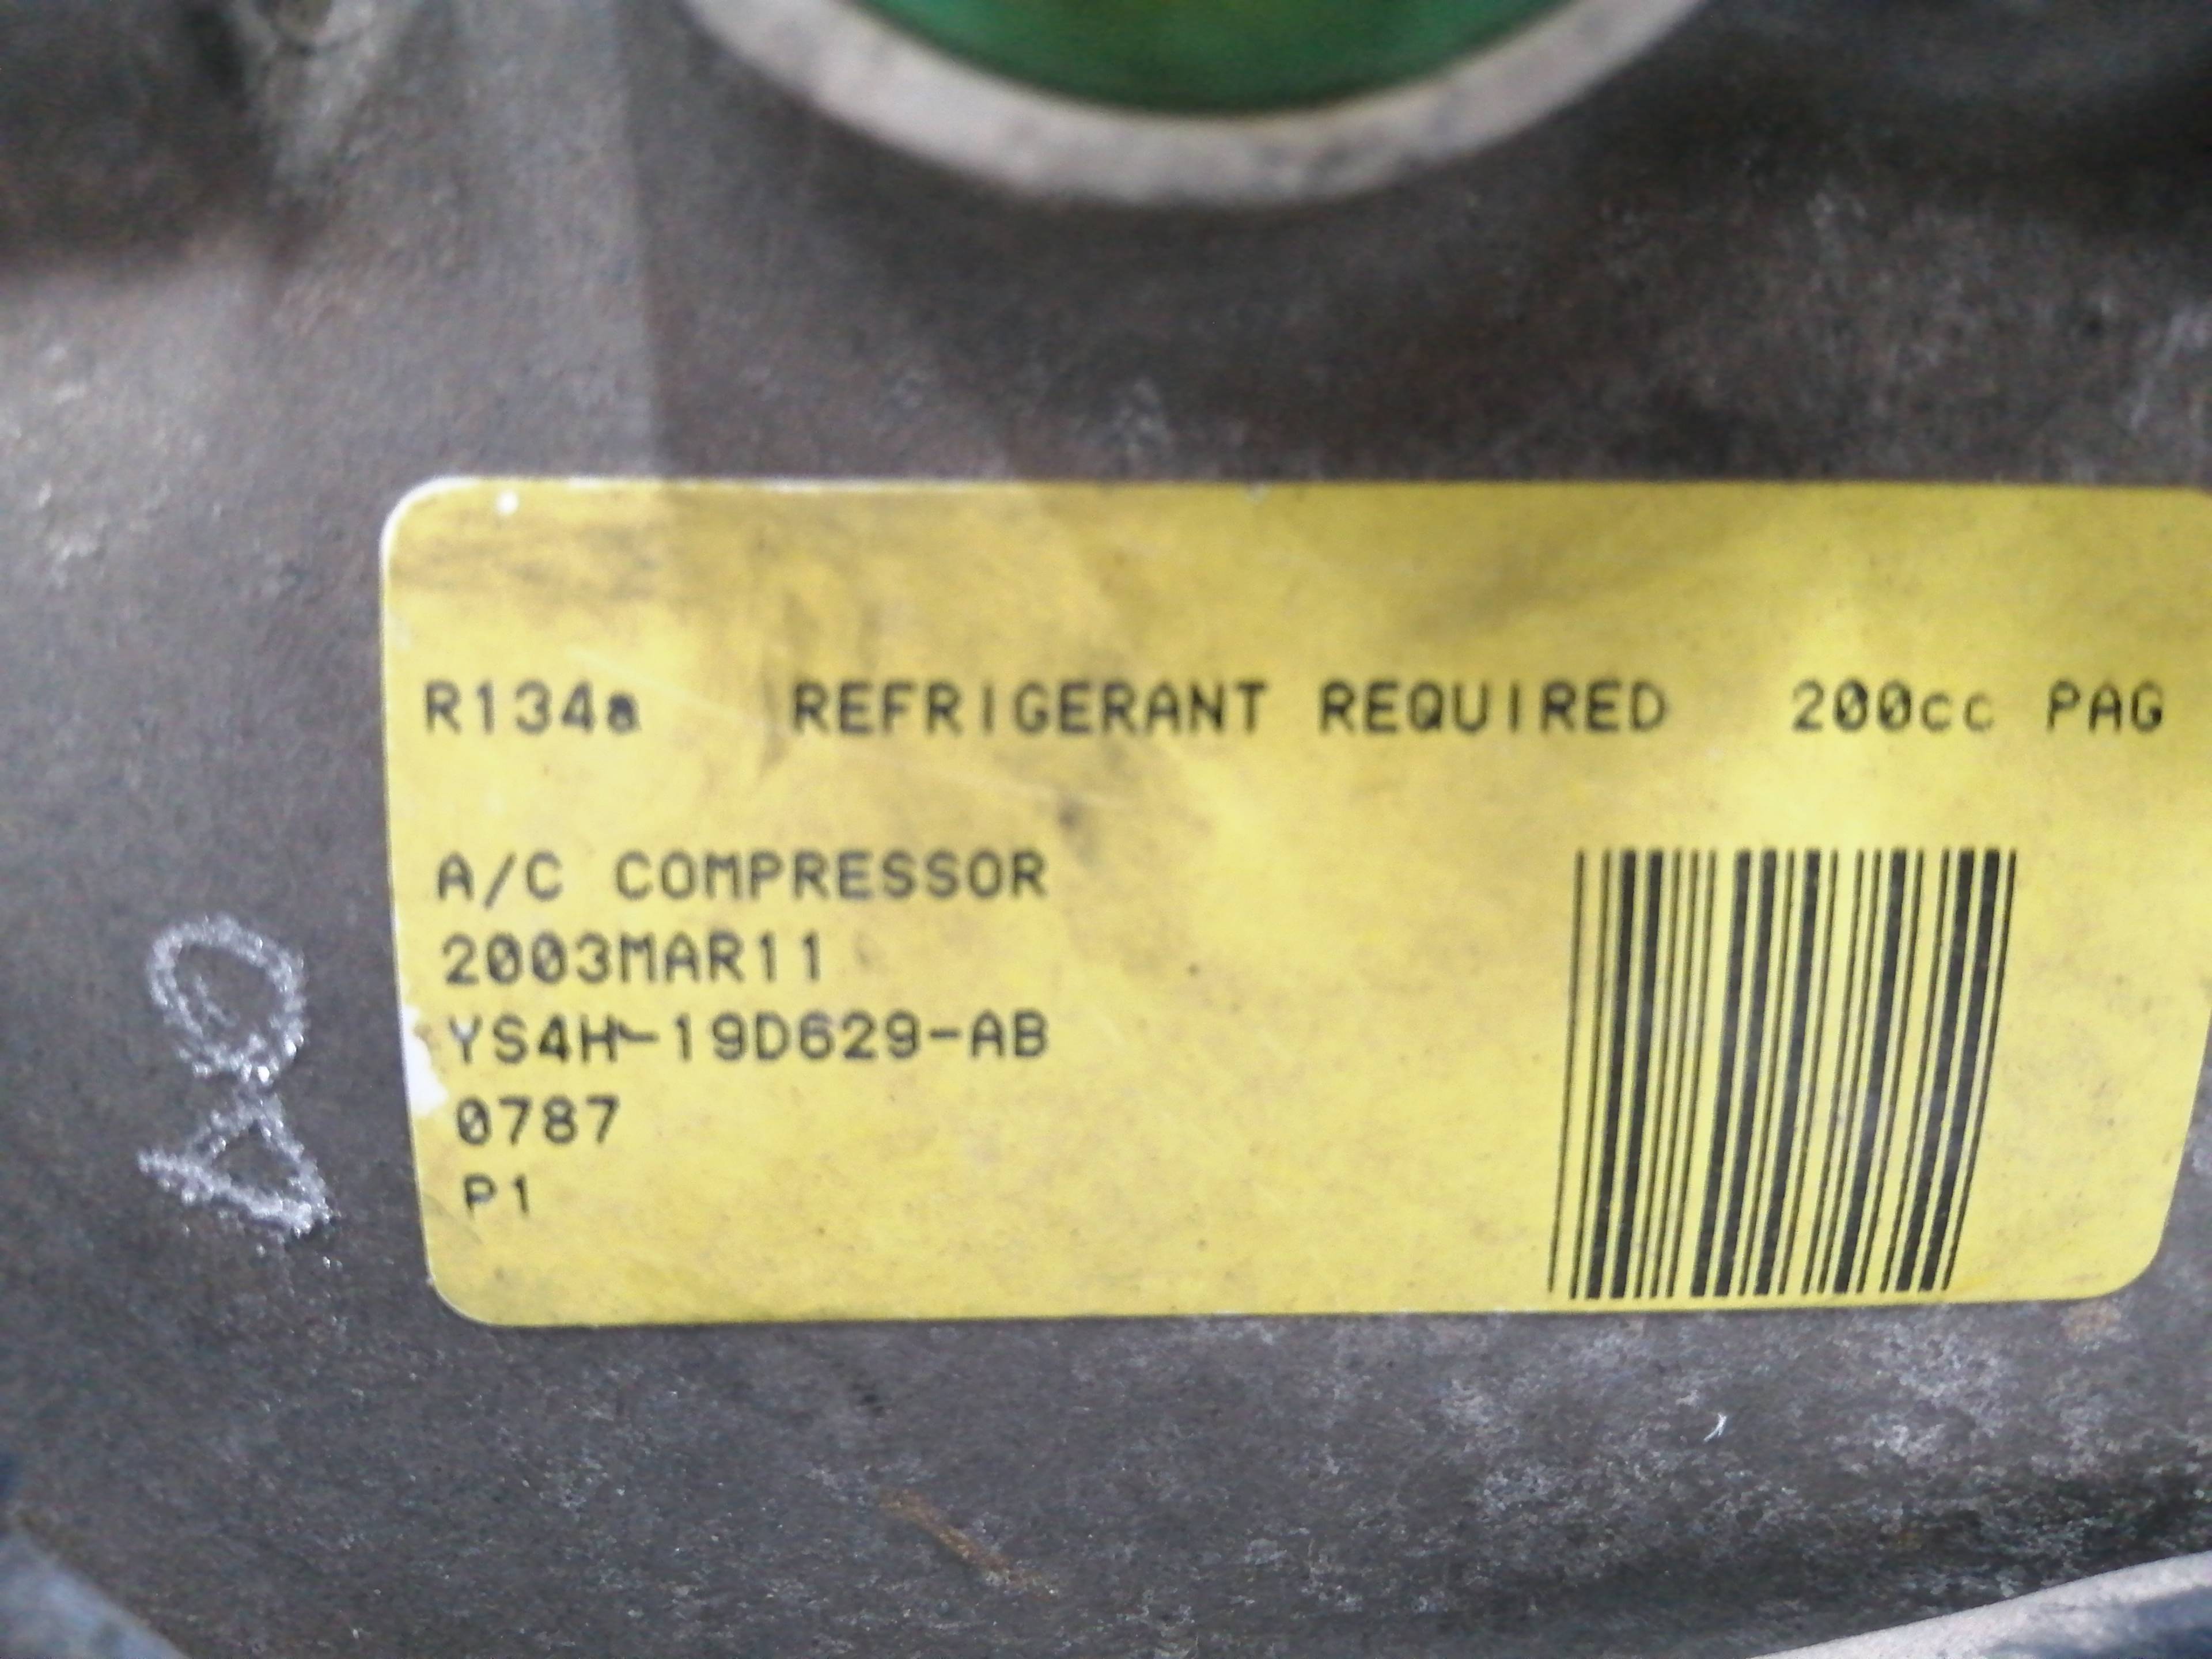 R134a REFRIGERANT REQUIRED 200cc PAG
A/C COMPRESSOR
2003MAR11
YS4H-19D629-AB
0787
P1